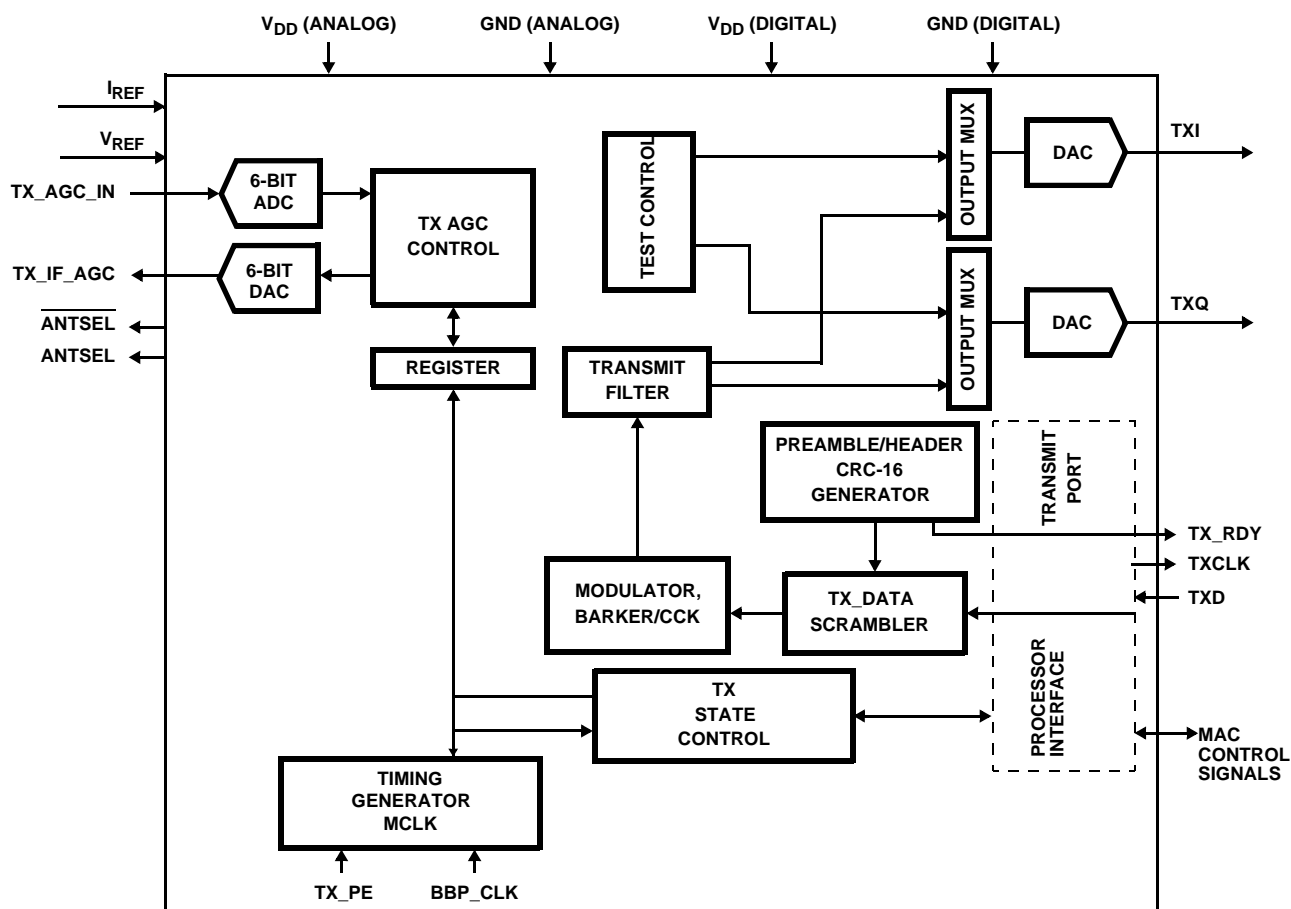 VDD (ANALOG)
GND (ANALOG)
VDD (DIGITAL)
GND (DIGITAL)
IREF
VREF
TX_AGC_IN
6-BIT
ADC
TX AGC
CONTROL
TX_IF_AGC
6-BIT
DAC
ANTSEL
ANTSEL
REGISTER
TEST CONTROL
OUTPUT MUX
DAC
TXI
OUTPUT MUX
DAC
TXQ
TRANSMIT
FILTER
PREAMBLE/HEADER
CRC-16
GENERATOR
TRANSMIT
PORT
TX_RDY
TXCLK
TXD
MODULATOR,
BARKER/CCK
TX_DATA
SCRAMBLER
TX
STATE
CONTROL
PROCESSOR
INTERFACE
MAC
CONTROL
SIGNALS
TIMING
GENERATOR
MCLK
TX_PE
BBP_CLK